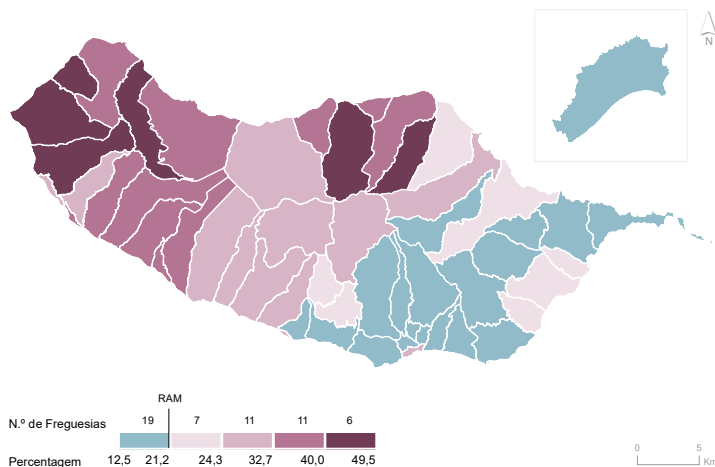 N
RAM
N.º de Freguesias 19 7 11 11 6
Percentagem 12,5 21,2 24,3 32,7 40,0 49,5
0 5
Km